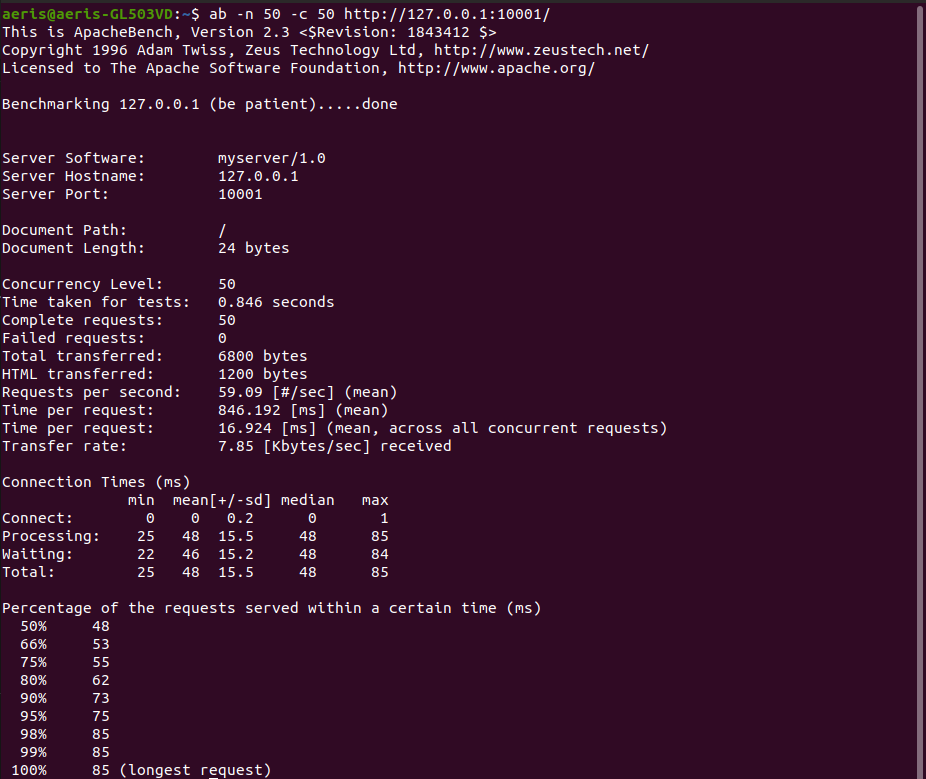 aeris@aeris-GL503VD:~$ ab -n 50 -c 50 http://127.0.0.1:10001/
This is ApacheBench, Version 2.3 <$Revision: 1843412 $>
Copyright 1996 Adam Twiss, Zeus Technology Ltd, http://www.zeustech.net/
Licensed to The Apache Software Foundation, http://www.apache.org/

Benchmarking 127.0.0.1 (be patient).....done


Server Software:        myserver/1.0
Server Hostname:        127.0.0.1
Server Port:            10001

Document Path:          /
Document Length:        24 bytes

Concurrency Level:      50
Time taken for tests:   0.846 seconds
Complete requests:      50
Failed requests:        0
Total transferred:      6800 bytes
HTML transferred:       1200 bytes
Requests per second:    59.09 [#/sec] (mean)
Time per request:       846.192 [ms] (mean)
Time per request:       16.924 [ms] (mean, across all concurrent requests)
Transfer rate:          7.85 [Kbytes/sec] received

Connection Times (ms)
              min  mean[+/-sd] median   max
Connect:        0    0   0.2      0       1
Processing:    25   48  15.5     48      85
Waiting:       22   46  15.2     48      84
Total:         25   48  15.5     48      85

Percentage of the requests served within a certain time (ms)
  50%     48
  66%     53
  75%     55
  80%     62
  90%     73
  95%     75
  98%     85
  99%     85
 100%     85 (longest request)